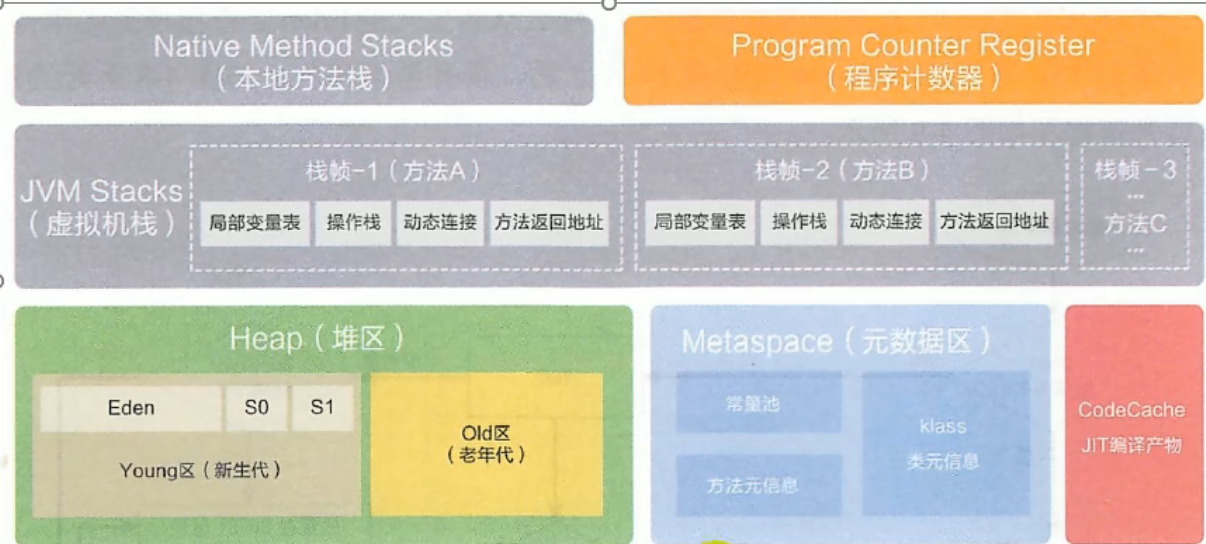 Native Method Stacks
（本地方法栈）
Program Counter Register
（程序计数器）
JVM Stacks
（虚拟机栈）
栈帧-1（方法A）
局部变量表
操作栈
动态连接
方法返回地址
栈帧-2（方法B）
局部变量表
操作栈
动态连接
方法返回地址
栈帧-3
...
方法C
...
Heap（堆区）
Eden
S0
S1
Young区（新生代）
Old区
（老年代）
Metaspace（元数据区）
常量池
方法元信息
klass
类元信息
CodeCache
JIT编译产物